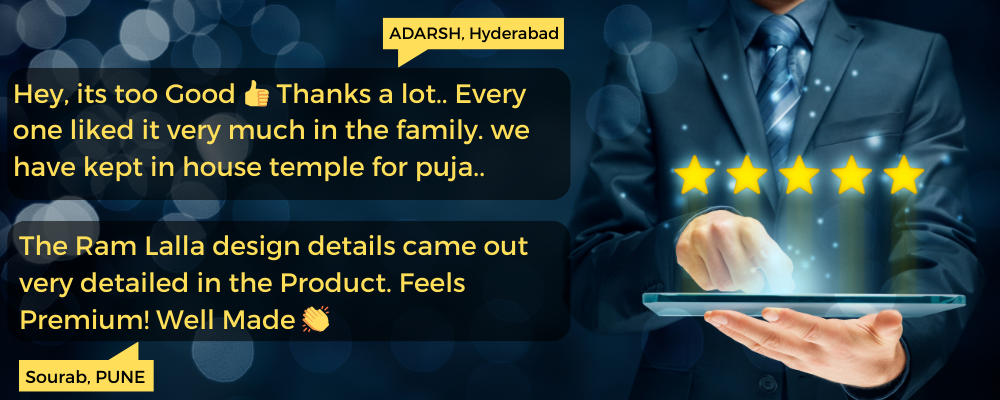 ADARSH, Hyderabad
Hey, its too Good 👍 Thanks a lot.. Every
one liked it very much in the family. we
have kept in house temple for puja..
The Ram Lalla design details came out
very detailed in the Product. Feels
Premium! Well Made 👏
Sourab, PUNE